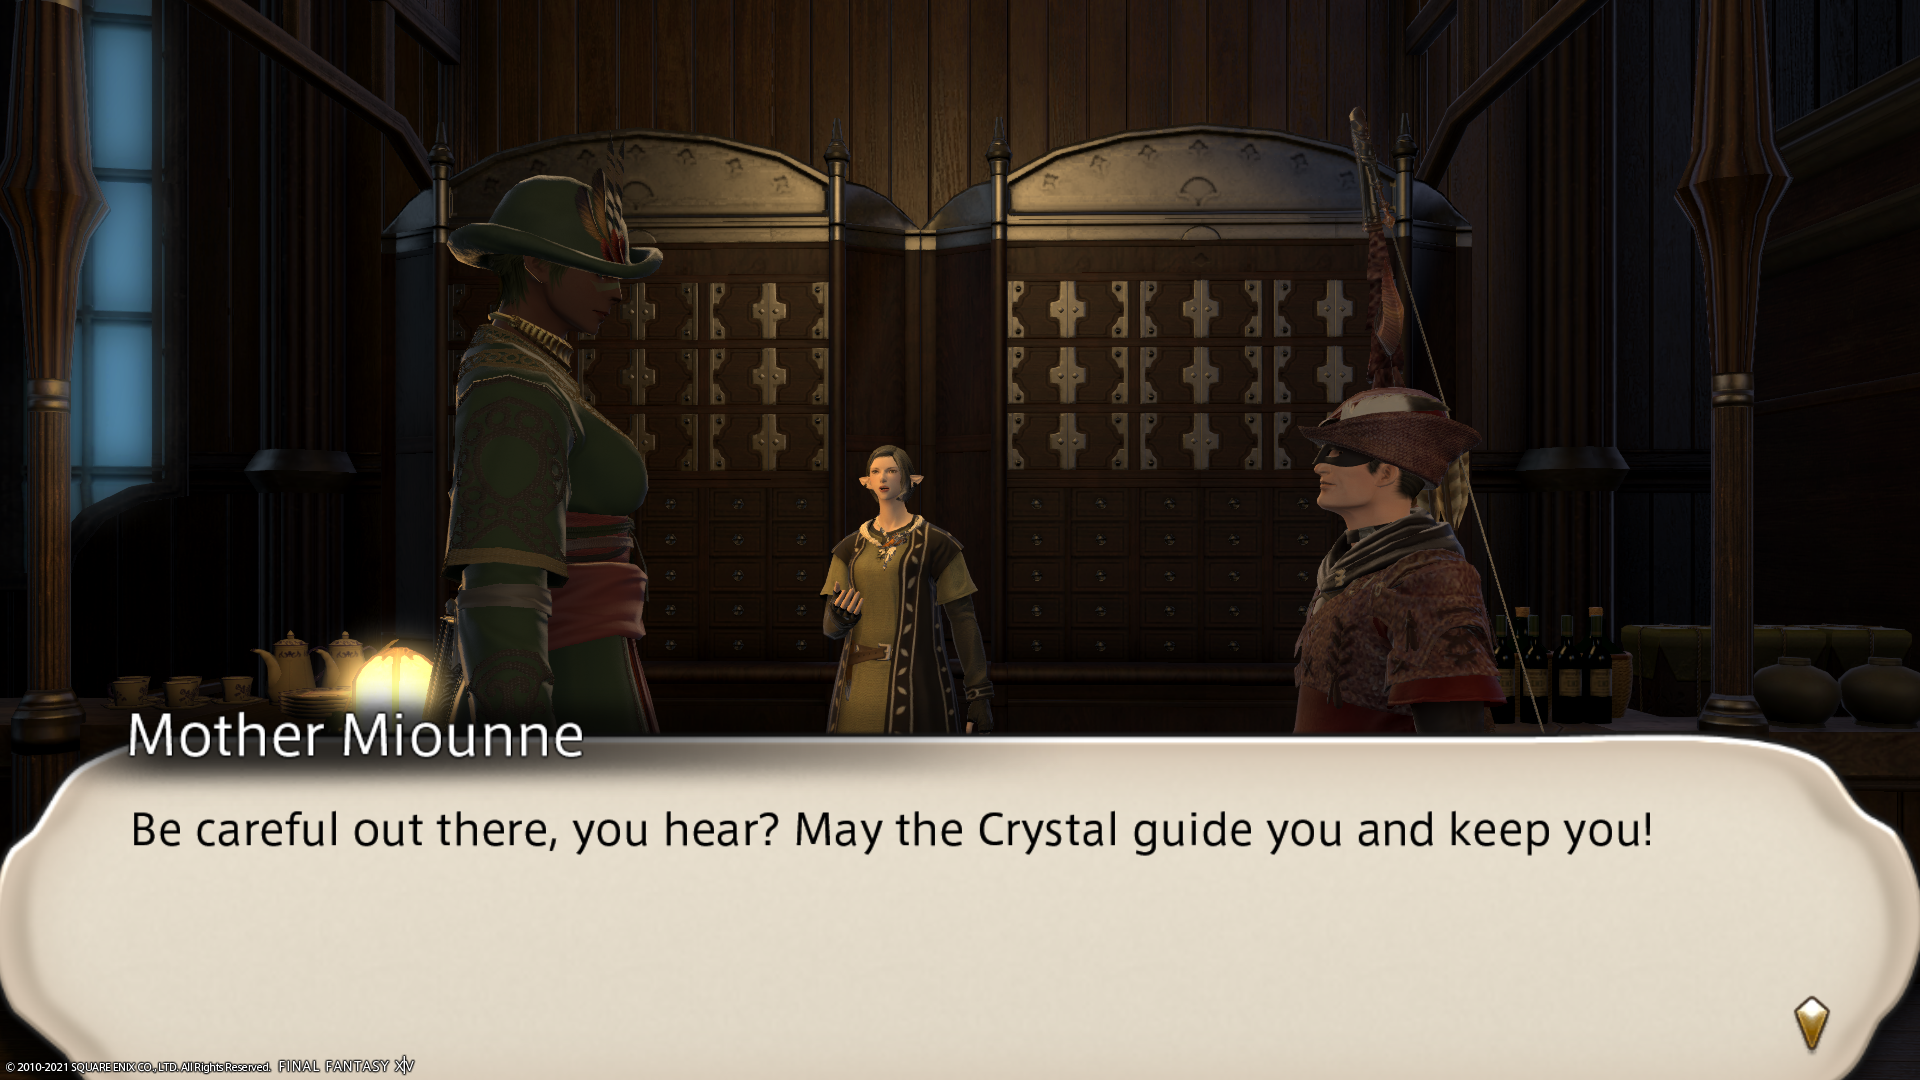 Mother Miounne
Be careful out there, you hear? May the Crystal guide you and keep you!
© 2010-2021 SQUARE ENIX CO., LTD. All Rights Reserved. FINAL FANTASY XIV